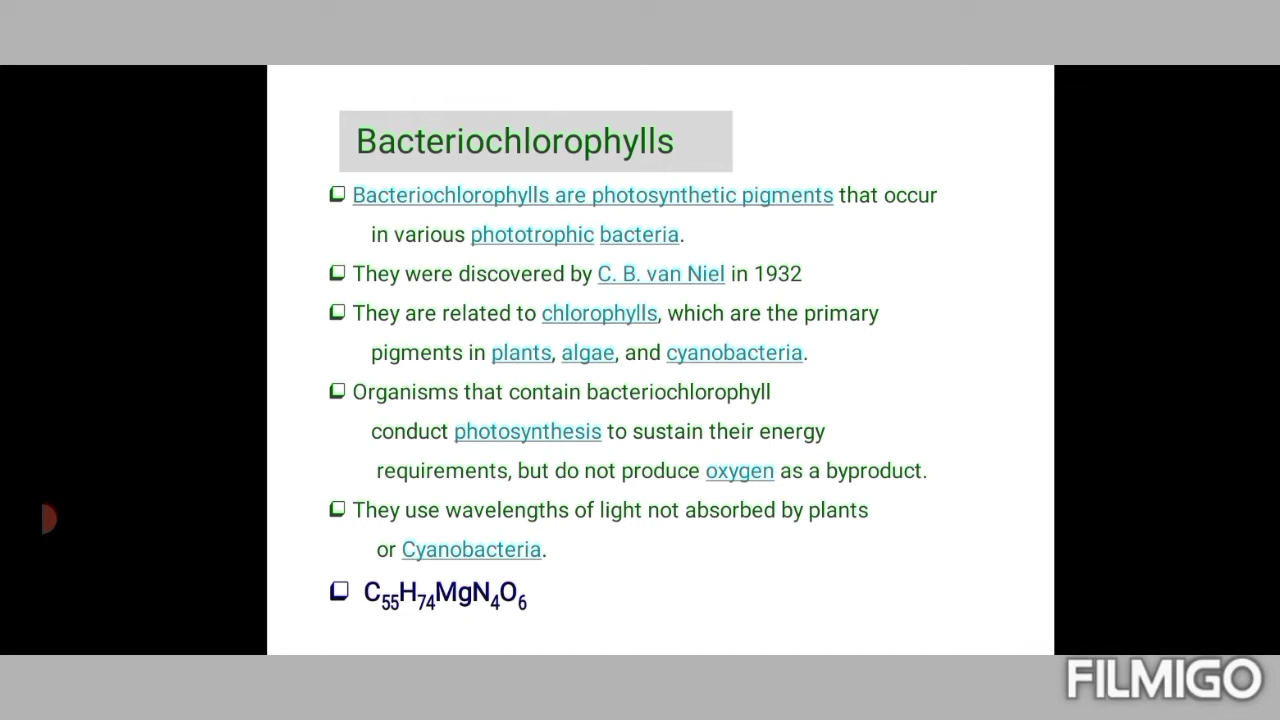 Bacteriochlorophylls
❑ Bacteriochlorophylls are photosynthetic pigments that occur
in various phototrophic bacteria.
❑ They were discovered by C. B. van Niel in 1932
❑ They are related to chlorophylls, which are the primary
pigments in plants, algae, and cyanobacteria.
❑ Organisms that contain bacteriochlorophyll
conduct photosynthesis to sustain their energy
requirements, but do not produce oxygen as a byproduct.
❑ They use wavelengths of light not absorbed by plants
or Cyanobacteria.
❑ C₅₅H₇₄MgN₄O₆
FILMIGO